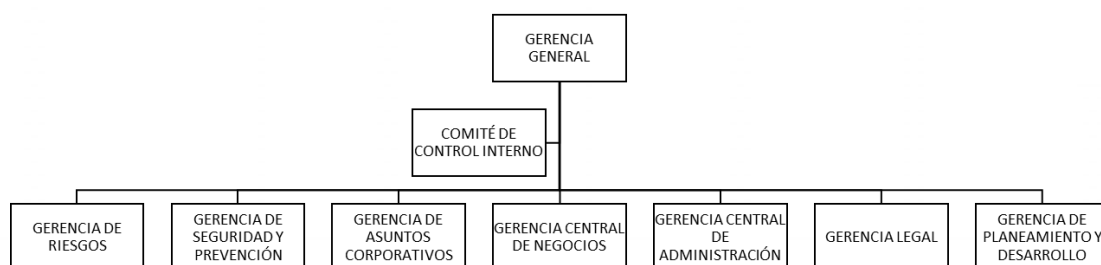 GERENCIA
GENERAL
COMITÉ DE
CONTROL INTERNO
GERENCIA DE
RIESGOS
GERENCIA DE
SEGURIDAD Y
PREVENCIÓN
GERENCIA DE
ASUNTOS
CORPORATIVOS
GERENCIA CENTRAL
DE NEGOCIOS
GERENCIA CENTRAL
DE
ADMINISTRACIÓN
GERENCIA LEGAL
GERENCIA DE
PLANEAMIENTO Y
DESARROLLO